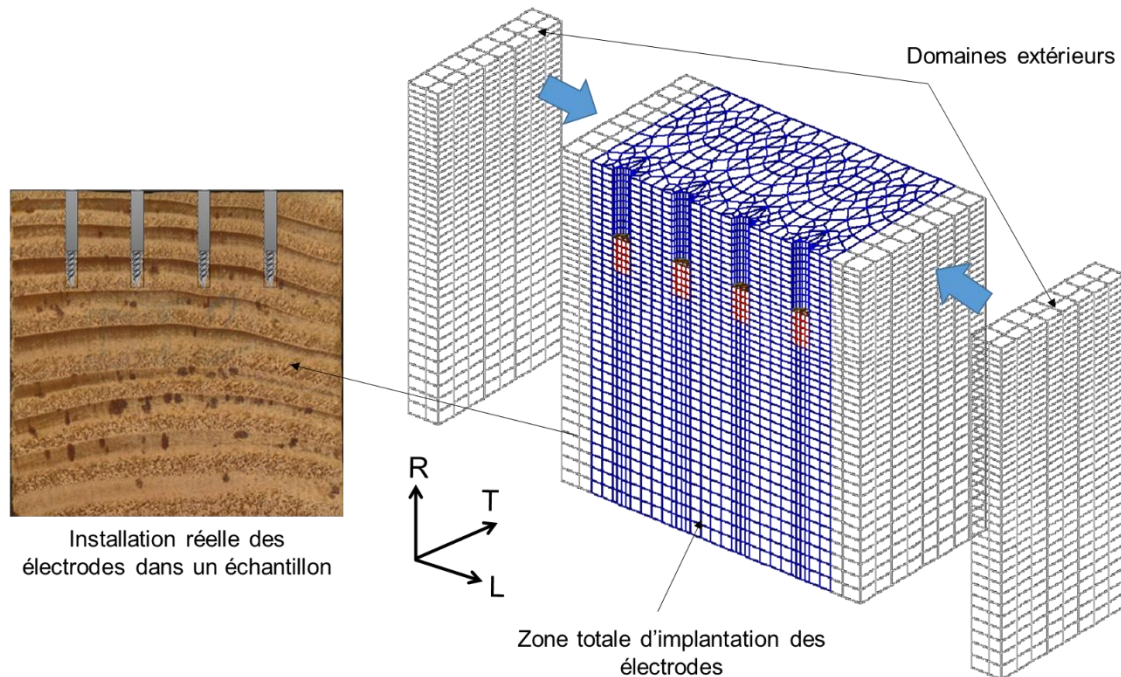 Domaines extérieurs
R
T
L
Installation réelle des
électrodes dans un échantillon
Zone totale d’implantation des
électrodes